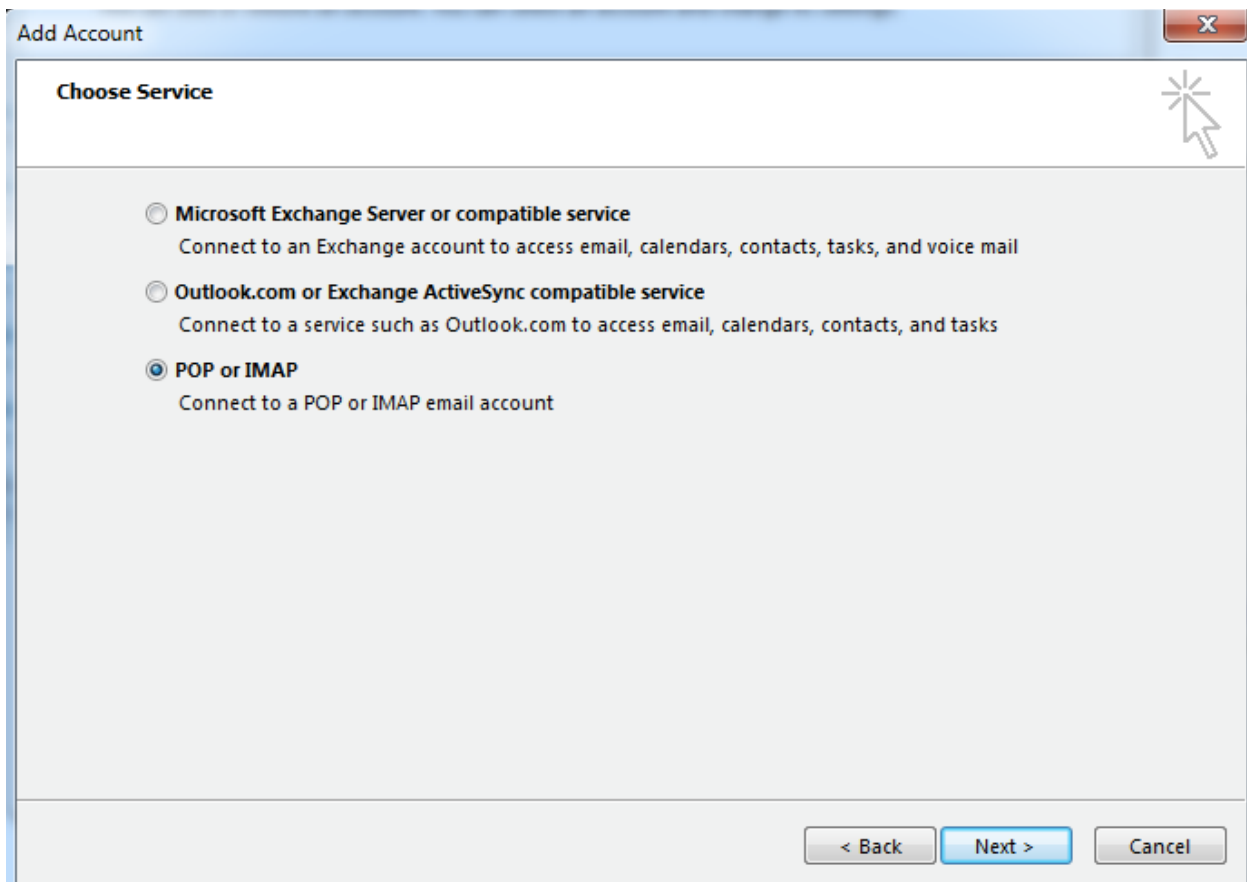 Add Account
Choose Service
Microsoft Exchange Server or compatible service
Connect to an Exchange account to access email, calendars, contacts, tasks, and voice mail
Outlook.com or Exchange ActiveSync compatible service
Connect to a service such as Outlook.com to access email, calendars, contacts, and tasks
POP or IMAP
Connect to a POP or IMAP email account
< Back Next > Cancel